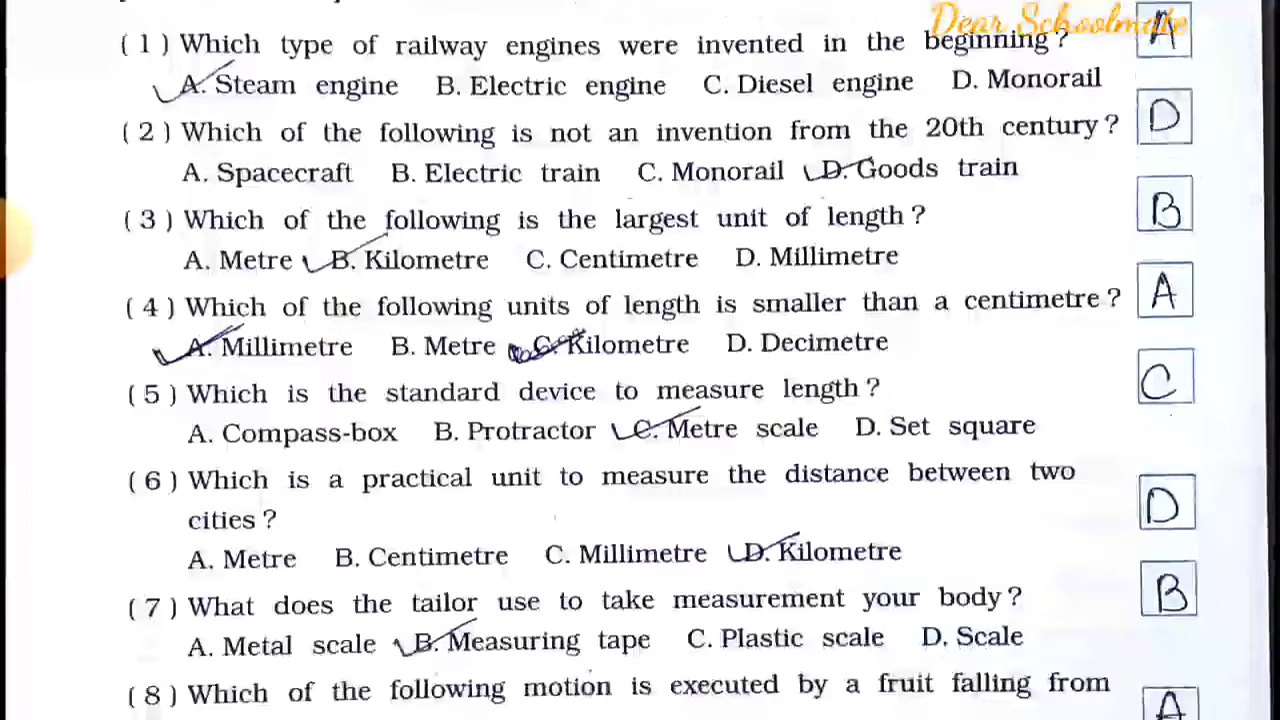 Dear Schoolmate
( 1 ) Which type of railway engines were invented in the beginning ? A
A. Steam engine B. Electric engine C. Diesel engine D. Monorail
( 2 ) Which of the following is not an invention from the 20th century ? D
A. Spacecraft B. Electric train C. Monorail D. Goods train
( 3 ) Which of the following is the largest unit of length ? B
A. Metre B. Kilometre C. Centimetre D. Millimetre
( 4 ) Which of the following units of length is smaller than a centimetre ? A
A. Millimetre B. Metre C. Kilometre D. Decimetre
( 5 ) Which is the standard device to measure length ? C
A. Compass-box B. Protractor C. Metre scale D. Set square
( 6 ) Which is a practical unit to measure the distance between two
cities ? D
A. Metre B. Centimetre C. Millimetre D. Kilometre
( 7 ) What does the tailor use to take measurement your body ? B
A. Metal scale B. Measuring tape C. Plastic scale D. Scale
( 8 ) Which of the following motion is executed by a fruit falling from A